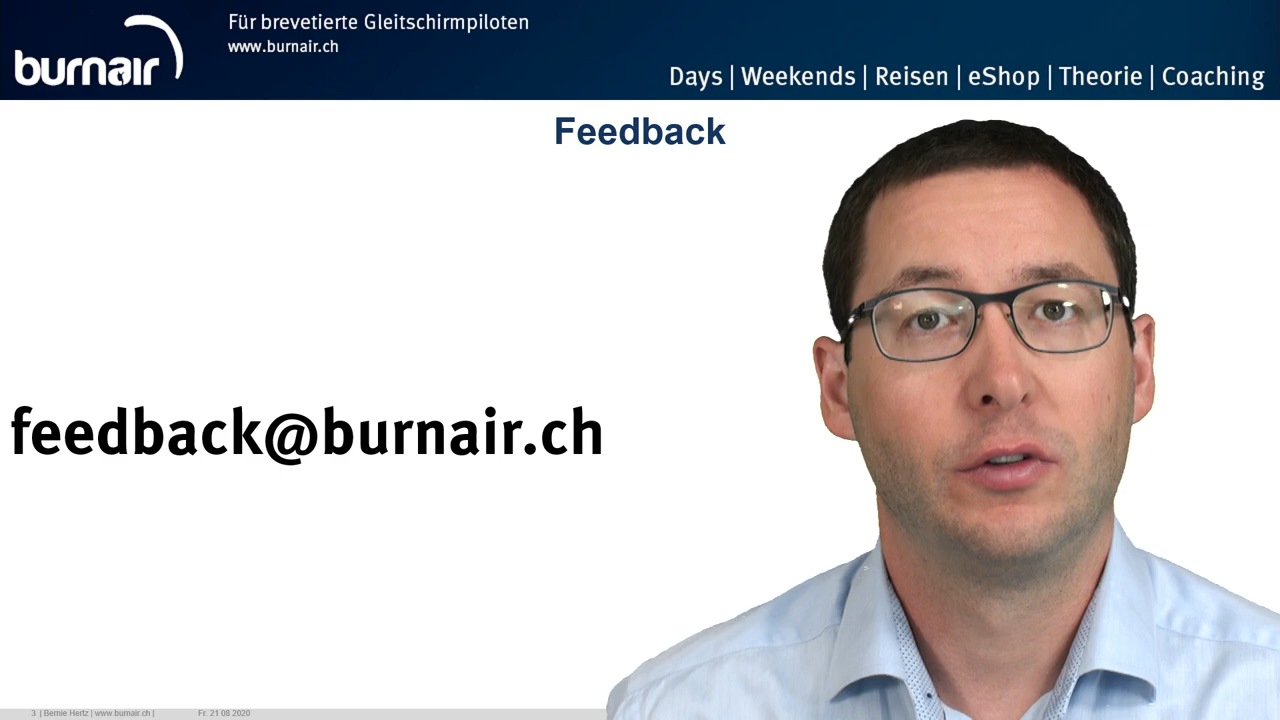 burnair
Für brevetierte Gleitschirmpiloten
www.burnair.ch
Days | Weekends | Reisen | eShop | Theorie | Coaching
Feedback
feedback@burnair.ch
3 | Bernie Hertz | www.burnair.ch | Fr. 21 08 2020